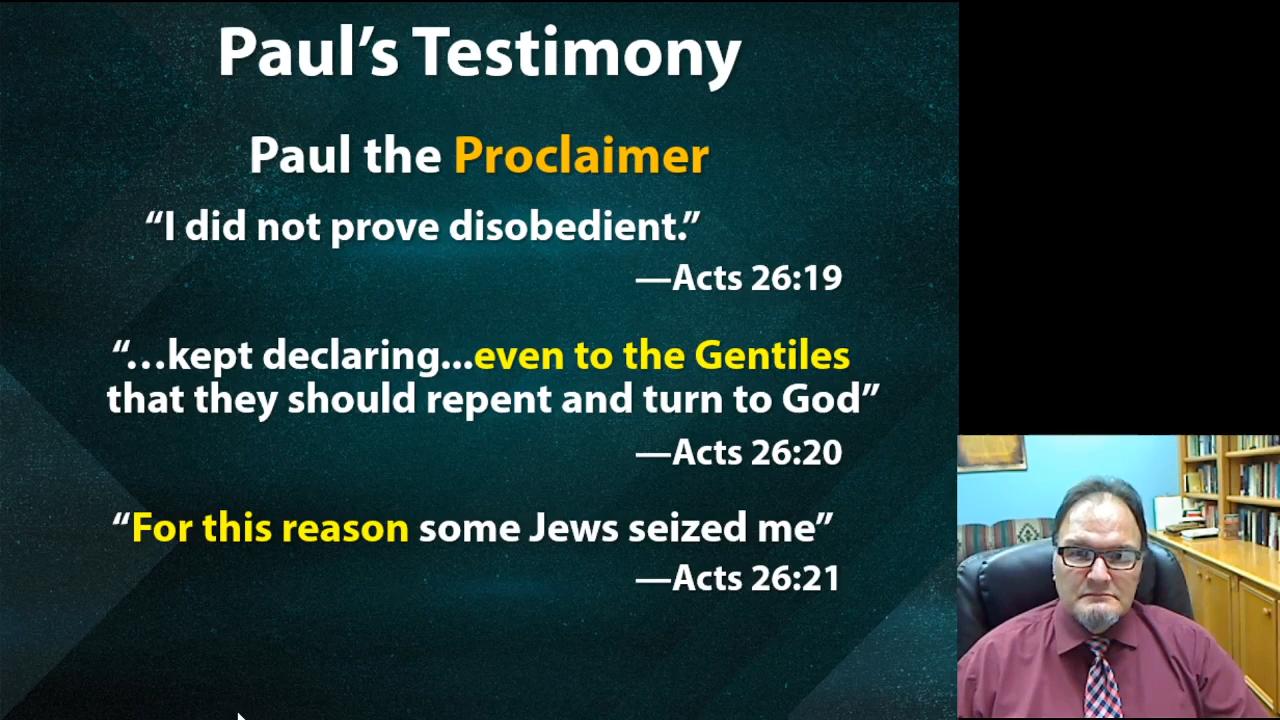 Paul’s Testimony
Paul the Proclaimer
“I did not prove disobedient.”
—Acts 26:19
“…kept declaring...even to the Gentiles
that they should repent and turn to God”
—Acts 26:20
“For this reason some Jews seized me”
—Acts 26:21